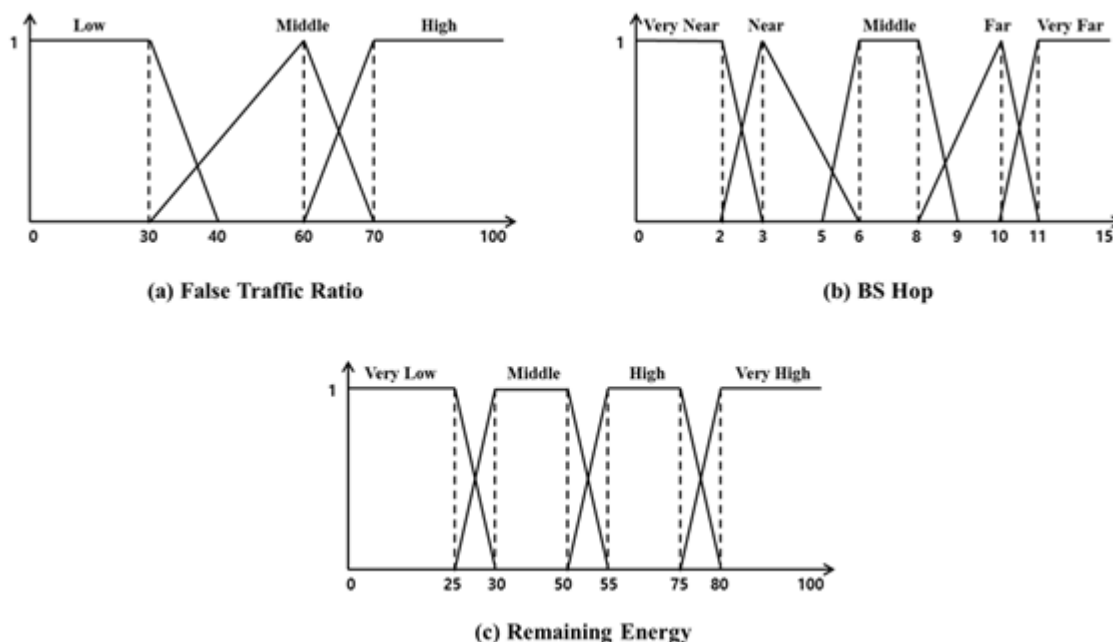 Low Middle High
1
0 30 40 60 70 100
(a) False Traffic Ratio
Very Near Near Middle Far Very Far
1
0 2 3 5 6 8 9 10 11 15
(b) BS Hop
Very Low Middle High Very High
1
0 25 30 50 55 75 80 100
(c) Remaining Energy